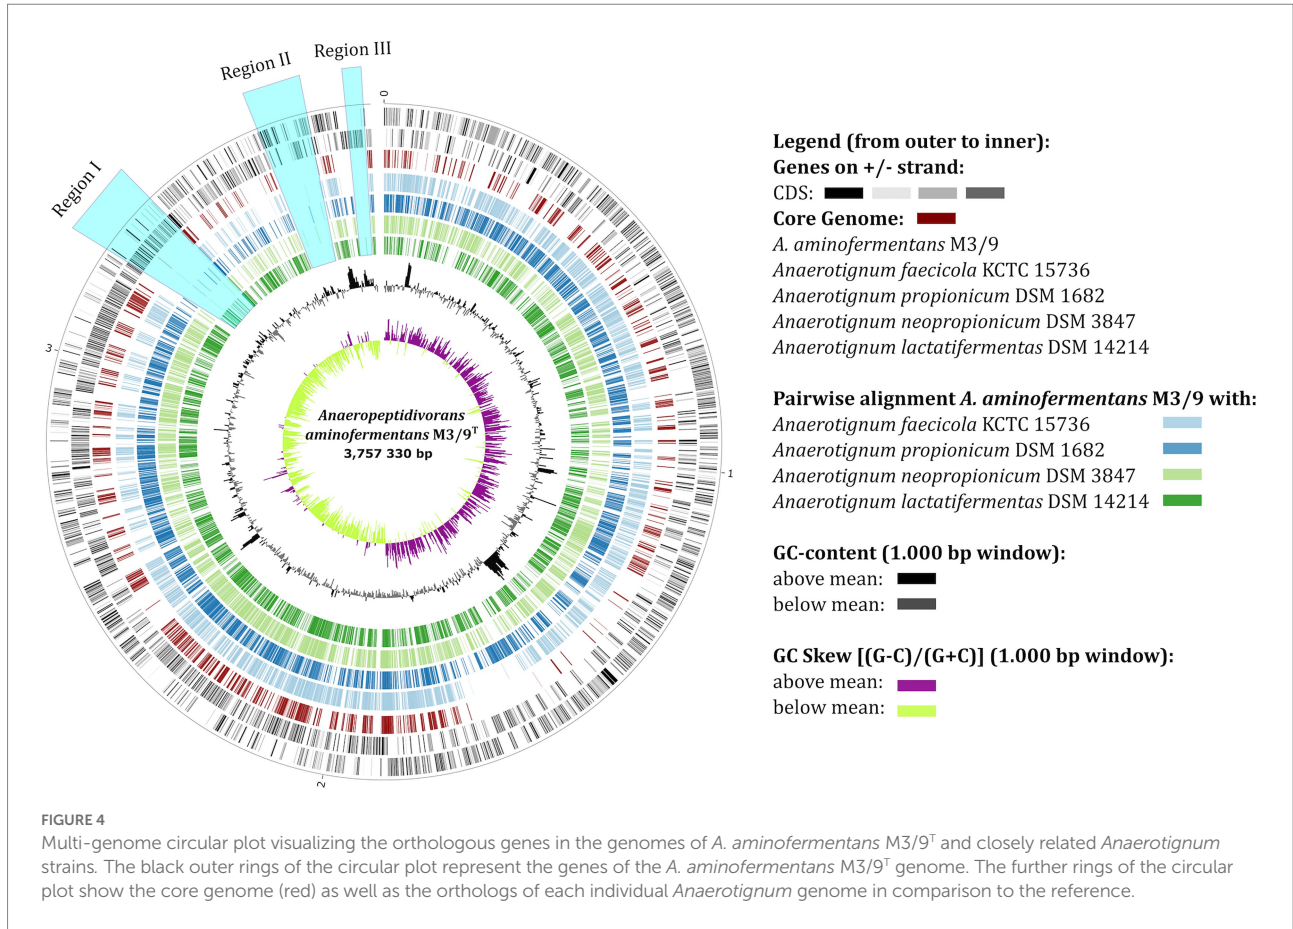 Region I
Region II
Region III
0
1
2
3
Anaeropeptidivorans
aminofermentans M3/9ᵀ
3,757 330 bp
Legend (from outer to inner):
Genes on +/- strand:
CDS:
Core Genome:
A. aminofermentans M3/9
Anaerotignum faecicola KCTC 15736
Anaerotignum propionicum DSM 1682
Anaerotignum neopropionicum DSM 3847
Anaerotignum lactatifermentas DSM 14214
Pairwise alignment A. aminofermentans M3/9 with:
Anaerotignum faecicola KCTC 15736
Anaerotignum propionicum DSM 1682
Anaerotignum neopropionicum DSM 3847
Anaerotignum lactatifermentas DSM 14214
GC-content (1.000 bp window):
above mean:
below mean:
GC Skew [(G-C)/(G+C)] (1.000 bp window):
above mean:
below mean:
FIGURE 4
Multi-genome circular plot visualizing the orthologous genes in the genomes of A. aminofermentans M3/9ᵀ and closely related Anaerotignum
strains. The black outer rings of the circular plot represent the genes of the A. aminofermentans M3/9ᵀ genome. The further rings of the circular
plot show the core genome (red) as well as the orthologs of each individual Anaerotignum genome in comparison to the reference.